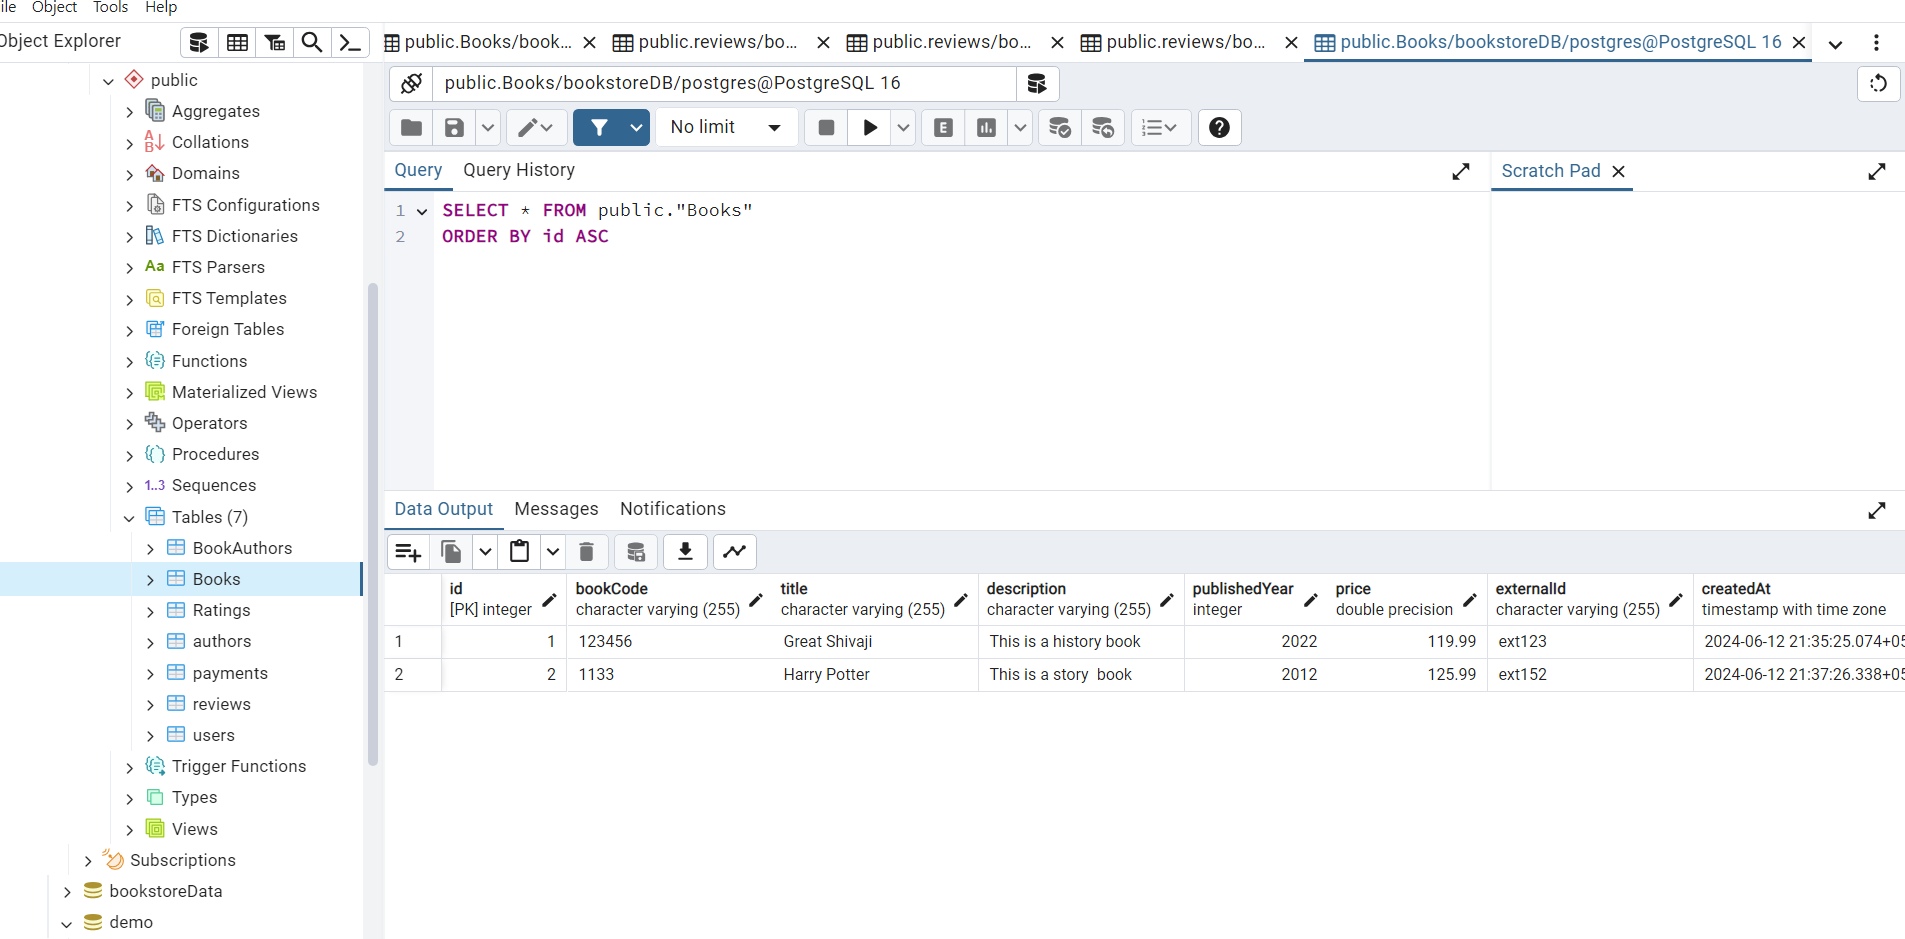 ile Object Tools Help
Object Explorer
public.Books/book... public.reviews/bo... public.reviews/bo... public.reviews/bo... public.Books/bookstoreDB/postgres@PostgreSQL 16
public.Books/bookstoreDB/postgres@PostgreSQL 16
No limit
E
public
Aggregates
Collations
Domains
FTS Configurations
FTS Dictionaries
Aa FTS Parsers
FTS Templates
Foreign Tables
Functions
Materialized Views
Operators
Procedures
1..3 Sequences
Tables (7)
BookAuthors
Books
Ratings
authors
payments
reviews
users
Trigger Functions
Types
Views
Subscriptions
bookstoreData
demo
Query Query History
Scratch Pad
1 SELECT * FROM public."Books"
2 ORDER BY id ASC
Data Output Messages Notifications
id bookCode title description publishedYear price externalId createdAt
[PK] integer character varying (255) character varying (255) character varying (255) integer double precision character varying (255) timestamp with time zone
1 1 123456 Great Shivaji This is a history book 2022 119.99 ext123 2024-06-12 21:35:25.074+05
2 2 1133 Harry Potter This is a story  book 2012 125.99 ext152 2024-06-12 21:37:26.338+05